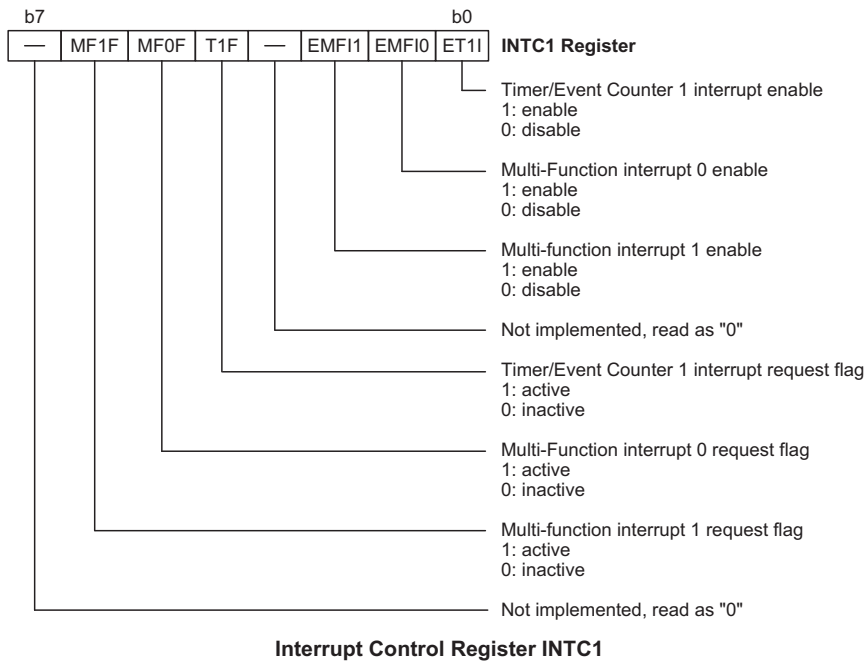 b7 b0
— MF1F MF0F T1F — EMFI1 EMFI0 ET1I INTC1 Register
Timer/Event Counter 1 interrupt enable
1: enable
0: disable
Multi-Function interrupt 0 enable
1: enable
0: disable
Multi-function interrupt 1 enable
1: enable
0: disable
Not implemented, read as "0"
Timer/Event Counter 1 interrupt request flag
1: active
0: inactive
Multi-Function interrupt 0 request flag
1: active
0: inactive
Multi-function interrupt 1 request flag
1: active
0: inactive
Not implemented, read as "0"
Interrupt Control Register INTC1